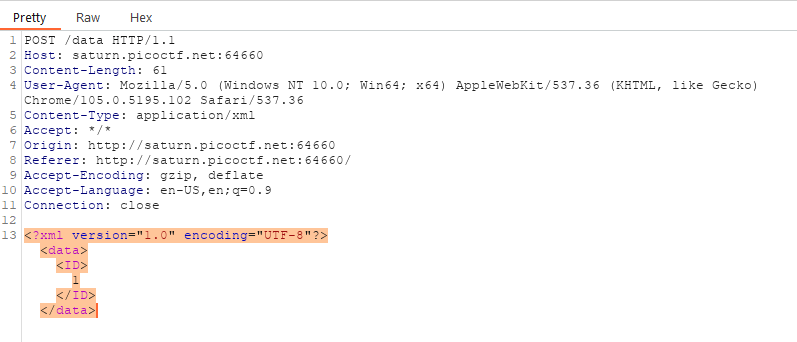 Pretty Raw Hex
1 POST /data HTTP/1.1
2 Host: saturn.picoctf.net:64660
3 Content-Length: 61
4 User-Agent: Mozilla/5.0 (Windows NT 10.0; Win64; x64) AppleWebKit/537.36 (KHTML, like Gecko)
Chrome/105.0.5195.102 Safari/537.36
5 Content-Type: application/xml
6 Accept: */*
7 Origin: http://saturn.picoctf.net:64660
8 Referer: http://saturn.picoctf.net:64660/
9 Accept-Encoding: gzip, deflate
10 Accept-Language: en-US,en;q=0.9
11 Connection: close
12
13 <?xml version="1.0" encoding="UTF-8"?>
<data>
<ID>
1
</ID>
</data>